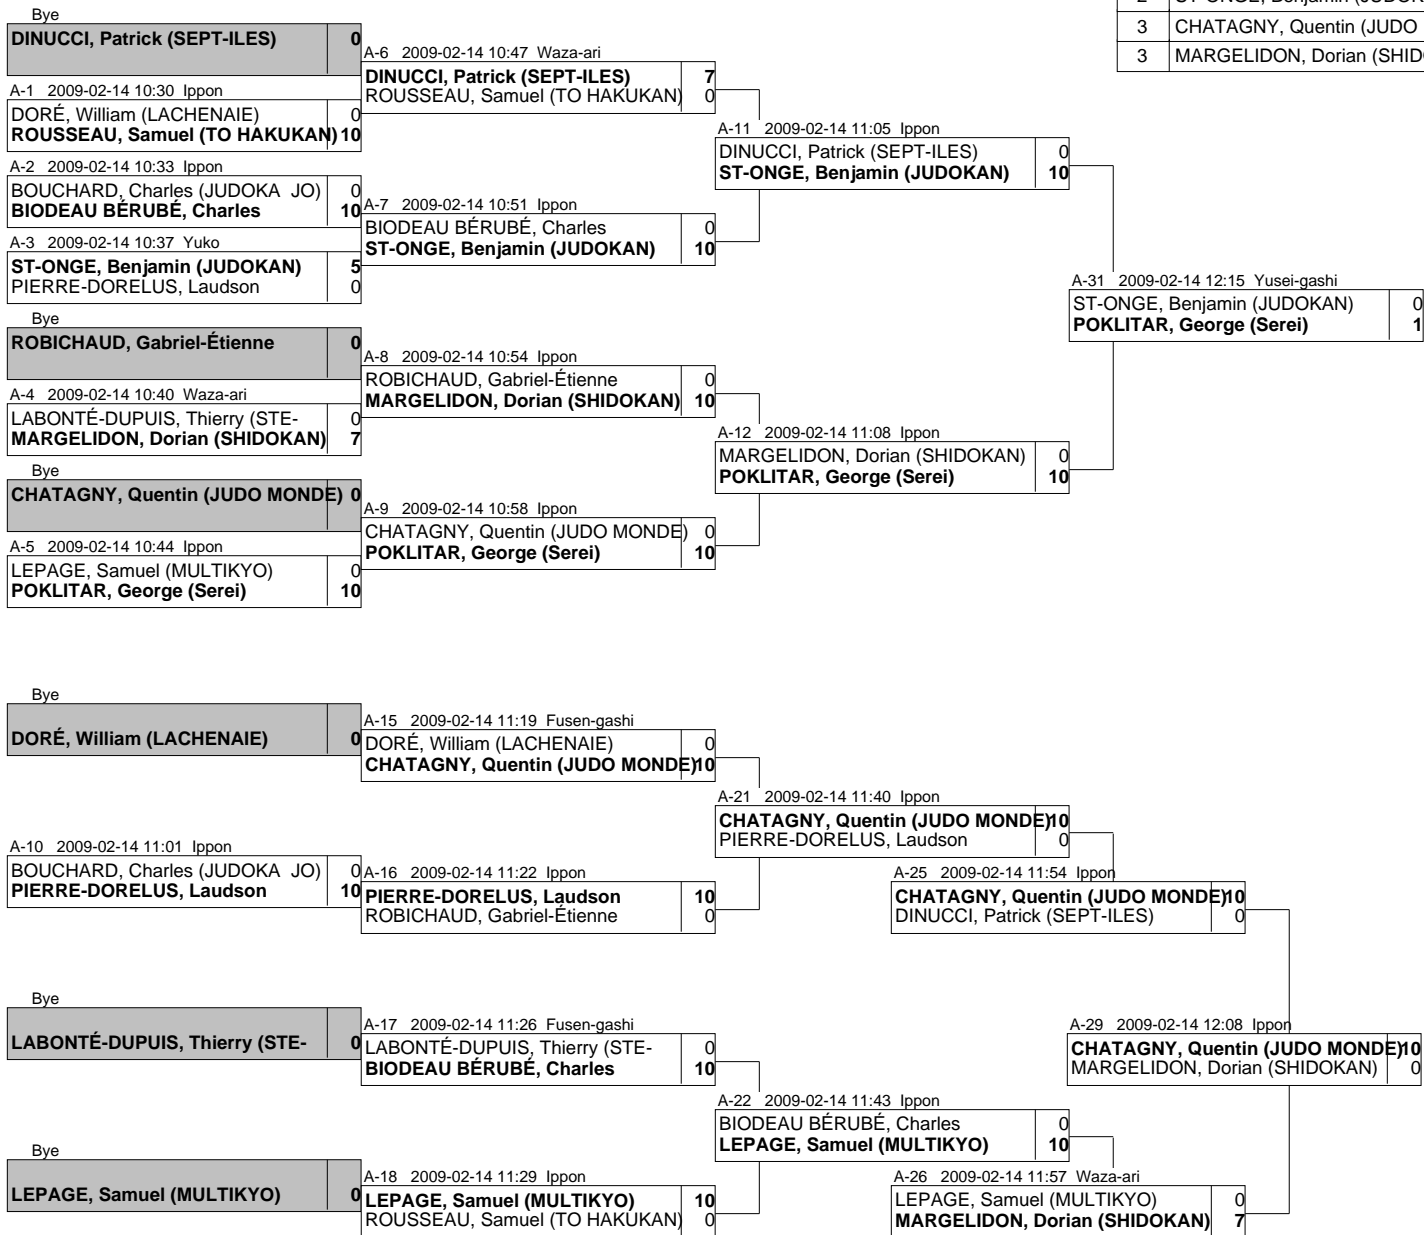 2 ST-ONGE, Benjamin
3 CHATAGNY, Quentin (JUDO
3 MARGELIDON, Dorian
Bye
DINUCCI, Patrick (SEPT-ILES) 0
A-1 2009-02-14 10:30 Ippon
DORÉ, William (LACHENAIE) 0
ROUSSEAU, Samuel (TO HAKUKAN) 10
A-2 2009-02-14 10:33 Ippon
BOUCHARD, Charles (JUDOKA JO) 0
BIODEAU BÉRUBÉ, Charles 10
A-3 2009-02-14 10:37 Yuko
ST-ONGE, Benjamin (JUDOKAN) 5
PIERRE-DORELUS, Laudson 0
Bye
ROBICHAUD, Gabriel-Étienne 0
A-4 2009-02-14 10:40 Waza-ari
LABONTÉ-DUPUIS, Thierry (STE- 0
MARGELIDON, Dorian (SHIDOKAN) 7
Bye
CHATAGNY, Quentin (JUDO MONDE) 0
A-5 2009-02-14 10:44 Ippon
LEPAGE, Samuel (MULTIKYO) 0
POKLITAR, George (Serei) 10
A-6 2009-02-14 10:47 Waza-ari
DINUCCI, Patrick (SEPT-ILES) 7
ROUSSEAU, Samuel (TO HAKUKAN) 0
A-7 2009-02-14 10:51 Ippon
BIODEAU BÉRUBÉ, Charles 0
ST-ONGE, Benjamin (JUDOKAN) 10
A-8 2009-02-14 10:54 Ippon
ROBICHAUD, Gabriel-Étienne 0
MARGELIDON, Dorian (SHIDOKAN) 10
A-9 2009-02-14 10:58 Ippon
CHATAGNY, Quentin (JUDO MONDE) 0
POKLITAR, George (Serei) 10
A-11 2009-02-14 11:05 Ippon
DINUCCI, Patrick (SEPT-ILES) 0
ST-ONGE, Benjamin (JUDOKAN) 10
A-12 2009-02-14 11:08 Ippon
MARGELIDON, Dorian (SHIDOKAN) 0
POKLITAR, George (Serei) 10
A-31 2009-02-14 12:15 Yusei-gashi
ST-ONGE, Benjamin (JUDOKAN) 0
POKLITAR, George (Serei) 1
Bye
DORÉ, William (LACHENAIE) 0
A-10 2009-02-14 11:01 Ippon
BOUCHARD, Charles (JUDOKA JO) 0
PIERRE-DORELUS, Laudson 10
Bye
LABONTÉ-DUPUIS, Thierry (STE- 0
Bye
LEPAGE, Samuel (MULTIKYO) 0
A-15 2009-02-14 11:19 Fusen-gashi
DORÉ, William (LACHENAIE) 0
CHATAGNY, Quentin (JUDO MONDE) 10
A-16 2009-02-14 11:22 Ippon
PIERRE-DORELUS, Laudson 10
ROBICHAUD, Gabriel-Étienne 0
A-17 2009-02-14 11:26 Fusen-gashi
LABONTÉ-DUPUIS, Thierry (STE- 0
BIODEAU BÉRUBÉ, Charles 10
A-18 2009-02-14 11:29 Ippon
LEPAGE, Samuel (MULTIKYO) 10
ROUSSEAU, Samuel (TO HAKUKAN) 0
A-21 2009-02-14 11:40 Ippon
CHATAGNY, Quentin (JUDO MONDE) 10
PIERRE-DORELUS, Laudson 0
A-22 2009-02-14 11:43 Ippon
BIODEAU BÉRUBÉ, Charles 0
LEPAGE, Samuel (MULTIKYO) 10
A-25 2009-02-14 11:54 Ippon
CHATAGNY, Quentin (JUDO MONDE) 10
DINUCCI, Patrick (SEPT-ILES) 0
A-26 2009-02-14 11:57 Waza-ari
LEPAGE, Samuel (MULTIKYO) 0
MARGELIDON, Dorian (SHIDOKAN) 7
A-29 2009-02-14 12:08 Ippon
CHATAGNY, Quentin (JUDO MONDE) 10
MARGELIDON, Dorian (SHIDOKAN) 0